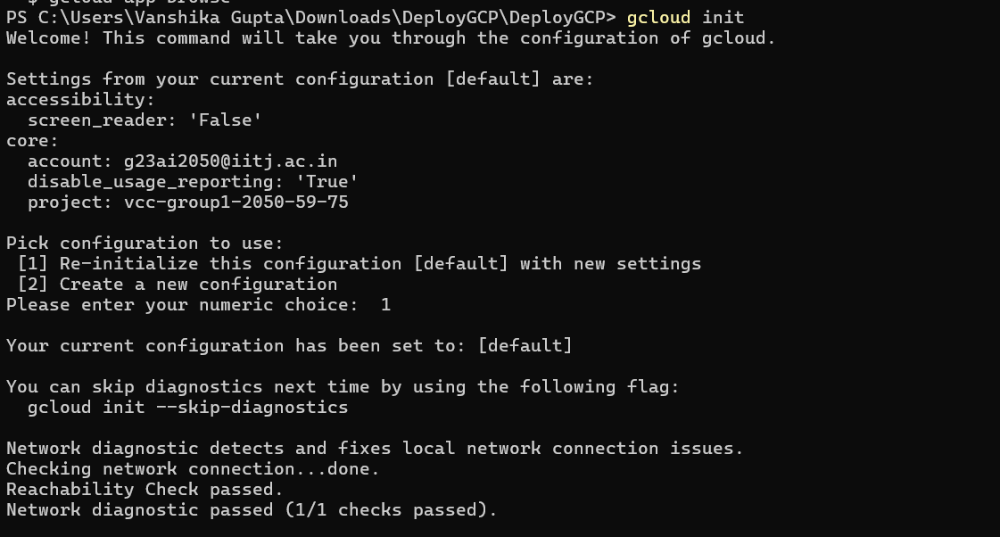 $ gcloud app browse
PS C:\Users\Vanshika Gupta\Downloads\DeployGCP\DeployGCP> gcloud init
Welcome! This command will take you through the configuration of gcloud.
Settings from your current configuration [default] are:
accessibility:
screen_reader: 'False'
core:
account: g23ai2050@iitj.ac.in
disable_usage_reporting: 'True'
project: vcc-group1-2050-59-75
Pick configuration to use:
[1] Re-initialize this configuration [default] with new settings
[2] Create a new configuration
Please enter your numeric choice:  1
Your current configuration has been set to: [default]
You can skip diagnostics next time by using the following flag:
gcloud init --skip-diagnostics
Network diagnostic detects and fixes local network connection issues.
Checking network connection...done.
Reachability Check passed.
Network diagnostic passed (1/1 checks passed).